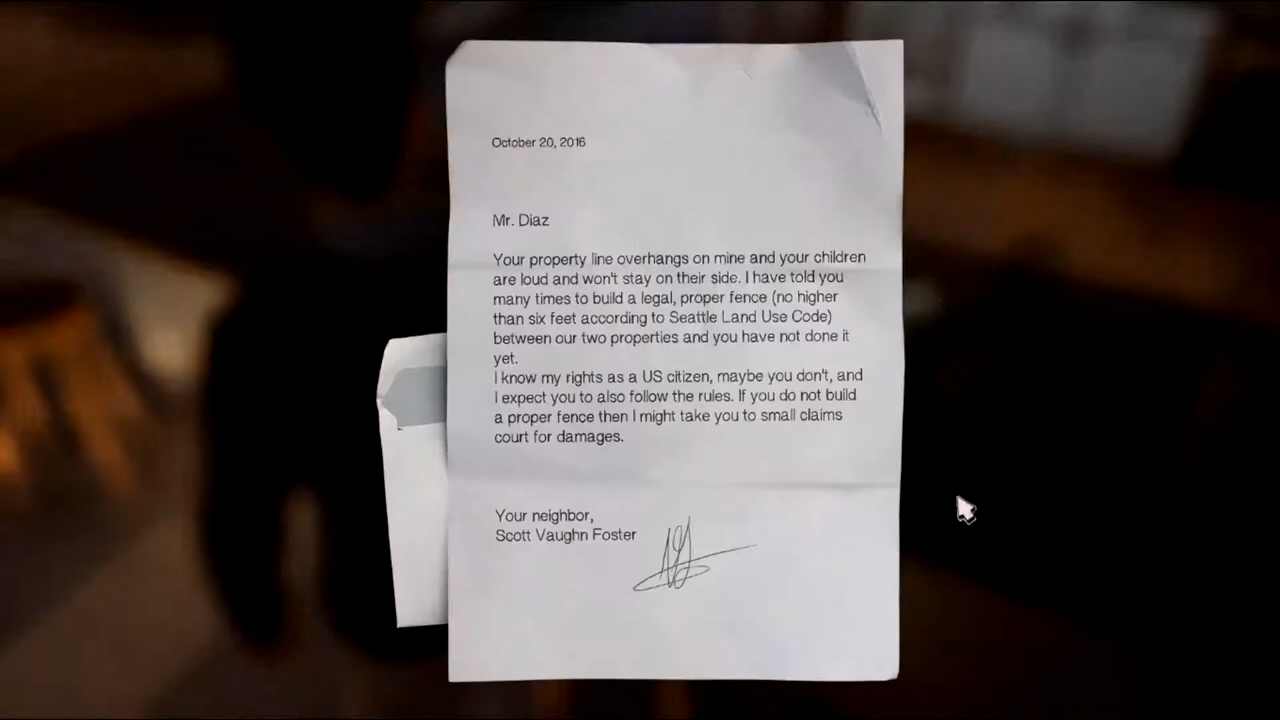 October 20, 2016
Mr. Diaz
Your property line overhangs on mine and your children
are loud and won't stay on their side. I have told you
many times to build a legal, proper fence (no higher
than six feet according to Seattle Land Use Code)
between our two properties and you have not done it
yet.
I know my rights as a US citizen, maybe you don't, and
I expect you to also follow the rules. If you do not build
a proper fence then I might take you to small claims
court for damages.
Your neighbor,
Scott Vaughn Foster